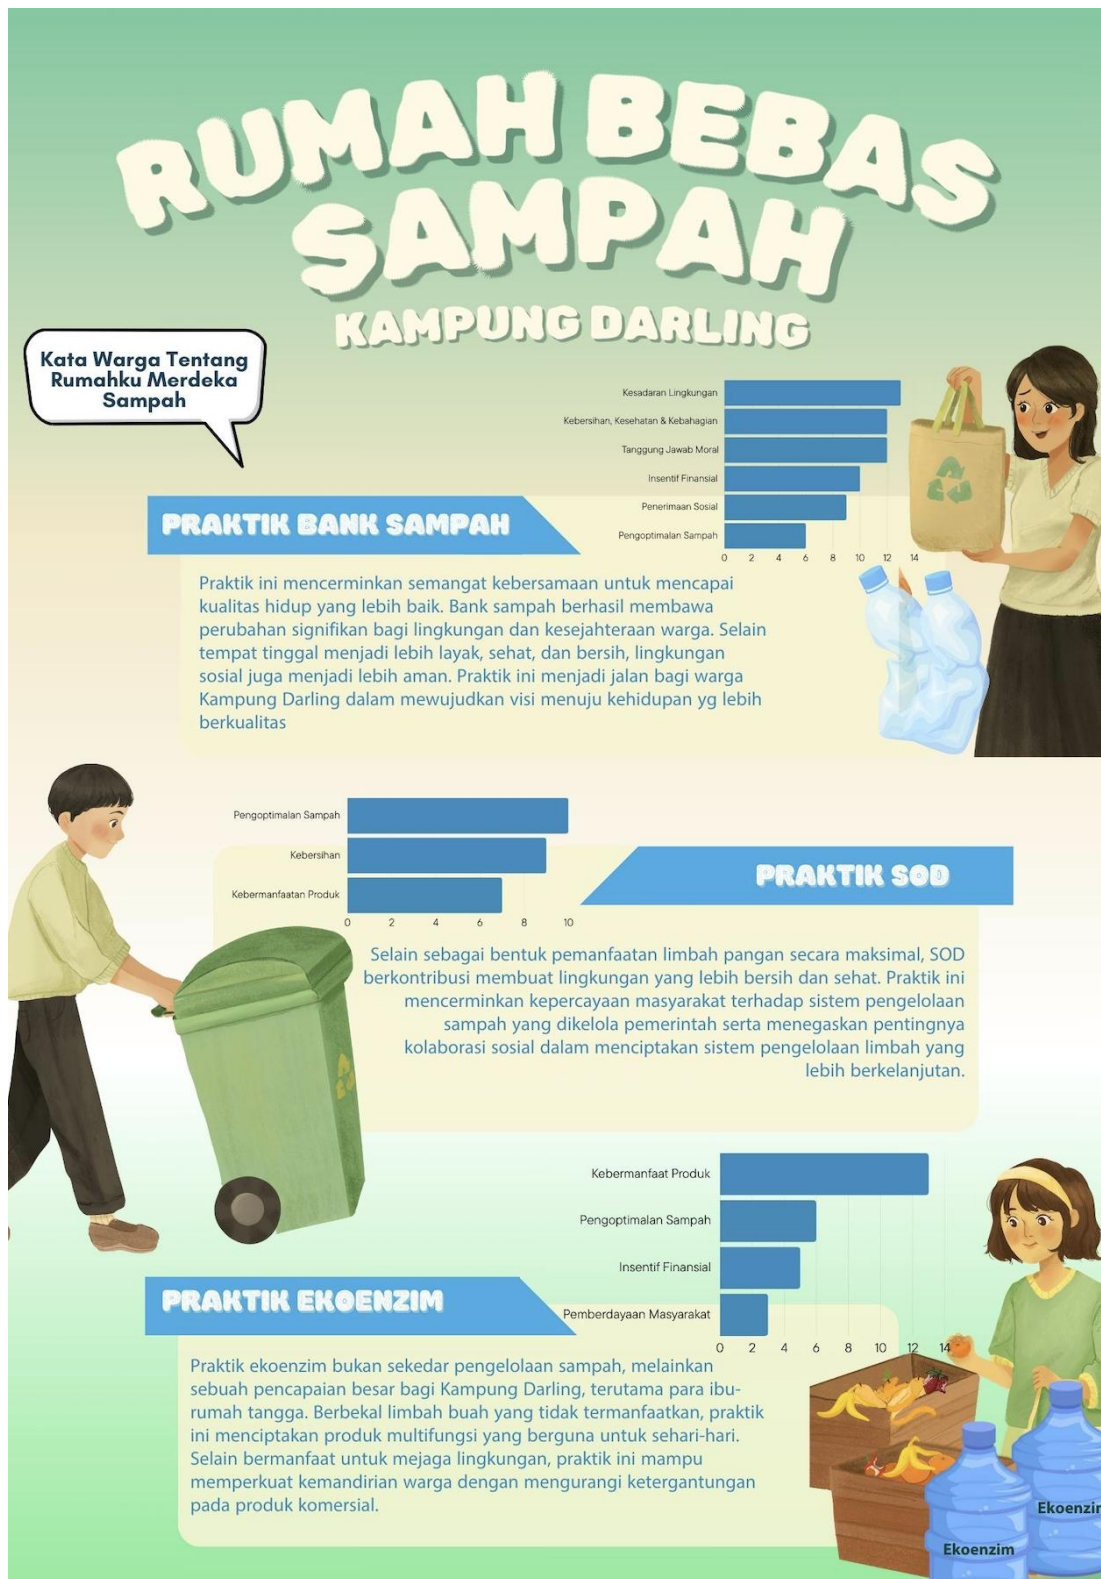 RUMAH BEBAS
SAMPAH
KAMPUNG DARLING
Kata Warga Tentang
Rumahku Merdeka
Sampah
Kesadaran Lingkungan
Kebersihan, Kesehatan & Kebahagian
Tanggung Jawab Moral
Insentif Finansial
Penerimaan Sosial
Pengoptimalan Sampah
0 2 4 6 8 10 12 14
PRAKTIK BANK SAMPAH
Praktik ini mencerminkan semangat kebersamaan untuk mencapai
kualitas hidup yang lebih baik. Bank sampah berhasil membawa
perubahan signifikan bagi lingkungan dan kesejahteraan warga. Selain
tempat tinggal menjadi lebih layak, sehat, dan bersih, lingkungan
sosial juga menjadi lebih aman. Praktik ini menjadi jalan bagi warga
Kampung Darling dalam mewujudkan visi menuju kehidupan yg lebih
berkualitas
Pengoptimalan Sampah
Kebersihan
Kebermanfaatan Produk
0 2 4 6 8 10
PRAKTIK SOD
Selain sebagai bentuk pemanfaatan limbah pangan secara maksimal, SOD
berkontribusi membuat lingkungan yang lebih bersih dan sehat. Praktik ini
mencerminkan kepercayaan masyarakat terhadap sistem pengelolaan
sampah yang dikelola pemerintah serta menegaskan pentingnya
kolaborasi sosial dalam menciptakan sistem pengelolaan limbah yang
lebih berkelanjutan.
Kebermanfaat Produk
Pengoptimalan Sampah
Insentif Finansial
Pemberdayaan Masyarakat
0 2 4 6 8 10 12 14
PRAKTIK EKOENZIM
Praktik ekoenzim bukan sekedar pengelolaan sampah, melainkan
sebuah pencapaian besar bagi Kampung Darling, terutama para ibu-
rumah tangga. Berbekal limbah buah yang tidak termanfaatkan, praktik
ini menciptakan produk multifungsi yang berguna untuk sehari-hari.
Selain bermanfaat untuk mejaga lingkungan, praktik ini mampu
memperkuat kemandirian warga dengan mengurangi ketergantungan
pada produk komersial.
Ekoenzim
Ekoenzim